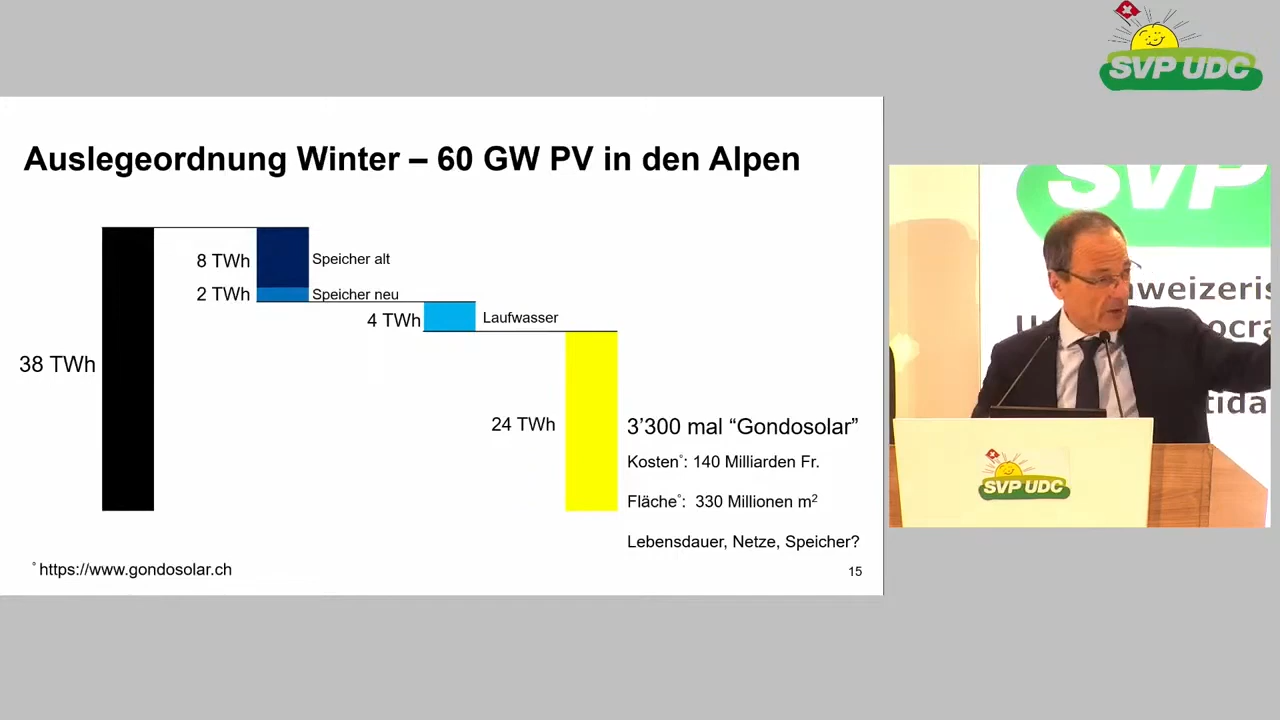 SVP UDC
Auslegeordnung Winter – 60 GW PV in den Alpen
8 TWh
Speicher alt
2 TWh
Speicher neu
4 TWh
Laufwasser
38 TWh
24 TWh
3’300 mal “Gondosolar”
Kosten°: 140 Milliarden Fr.
Fläche°: 330 Millionen m²
Lebensdauer, Netze, Speicher?
° https://www.gondosolar.ch
15
SVP
SVP UDC